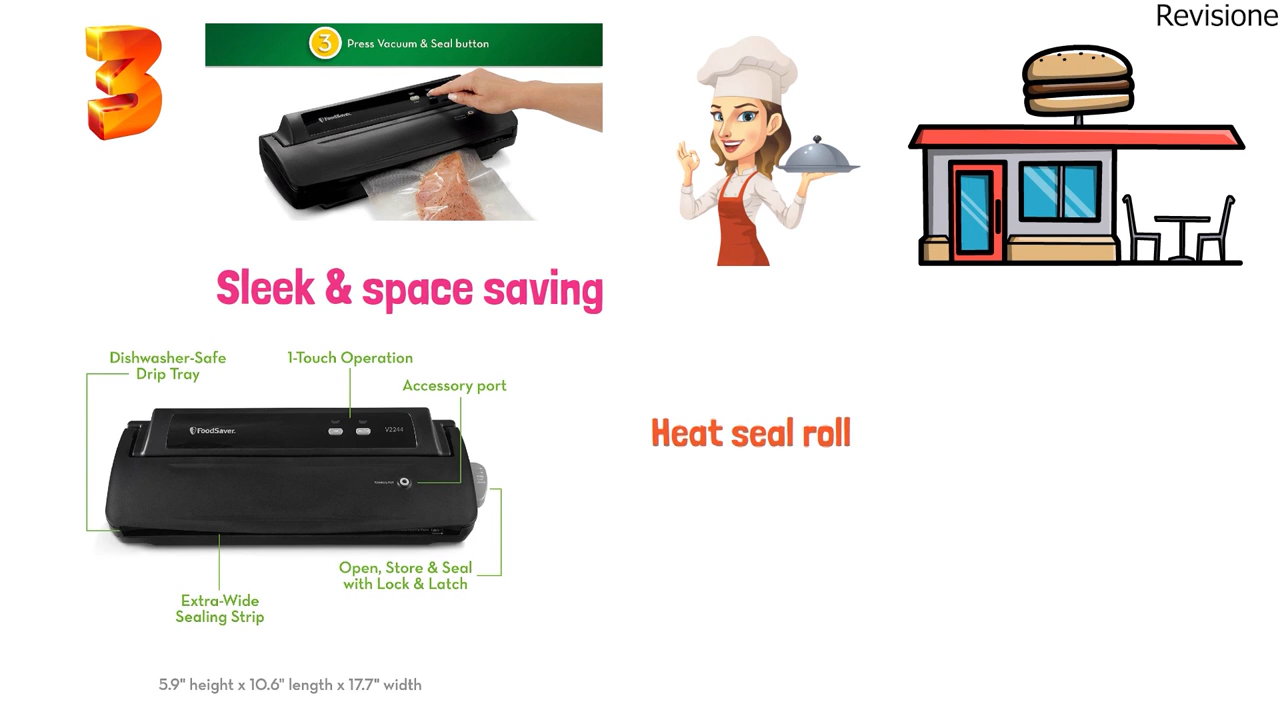 Revisione
3
3 Press Vacuum & Seal button
FoodSaver
Sleek & space saving
Dishwasher-Safe
Drip Tray
1-Touch Operation
Accessory port
FoodSaver.
V2244
Heat seal roll
Open, Store & Seal
with Lock & Latch
Extra-Wide
Sealing Strip
5.9" height x 10.6" length x 17.7" width